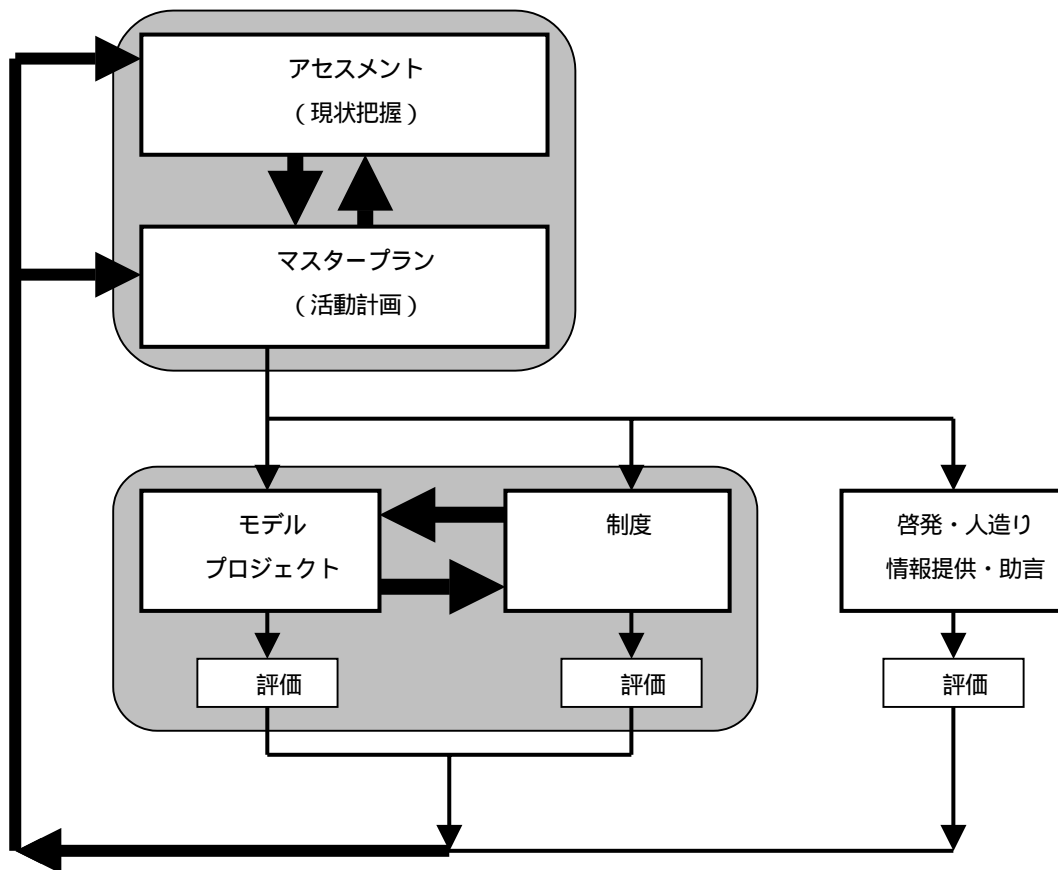 アセスメント
（現状把握）
マスタープラン
（活動計画）
モデル
プロジェクト
制度
啓発・人造り
情報提供・助言
評価
評価
評価